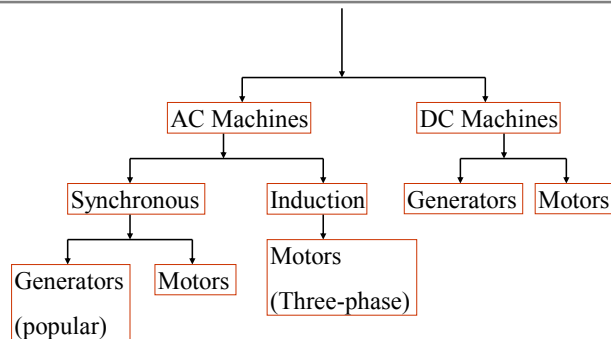 AC Machines
DC Machines
Synchronous
Induction
Generators
Motors
Generators
(popular)
Motors
Motors
(Three-phase)